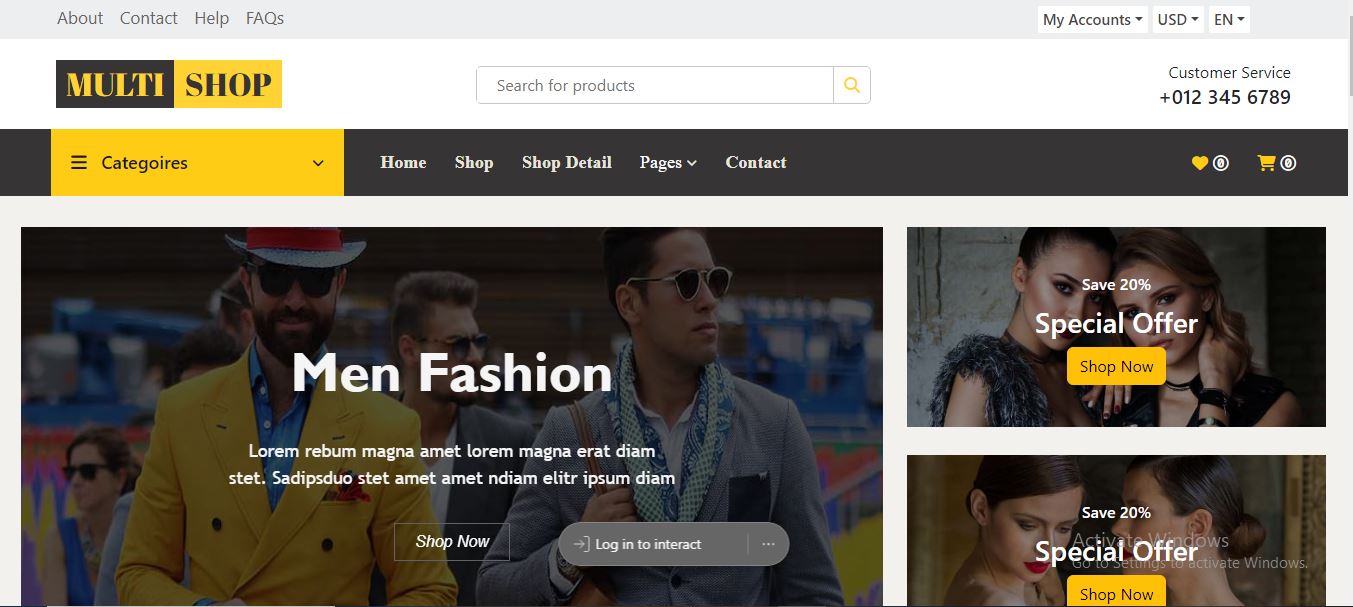 About Contact Help FAQs My Accounts USD EN
MULTI SHOP
Search for products
Customer Service
+012 345 6789
Categoires
Home Shop Shop Detail Pages Contact
0 0
Men Fashion
Lorem rebum magna amet lorem magna erat diam
stet. Sadipsduo stet amet amet ndiam elitr ipsum diam
Shop Now
Log in to interact
Save 20%
Special Offer
Shop Now
Save 20%
Special Offer
Shop Now
Activate Windows
Go to Settings to activate Windows.